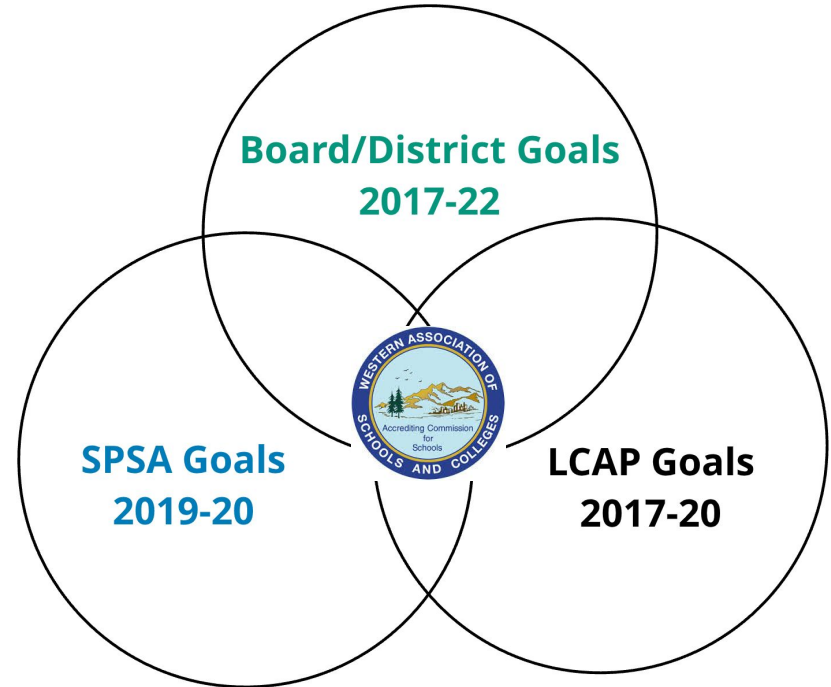 Board/District Goals
2017-22
WESTERN ASSOCIATION OF
SCHOOLS AND COLLEGES
Accrediting Commission
for
Schools
SPSA Goals
2019-20
LCAP Goals
2017-20